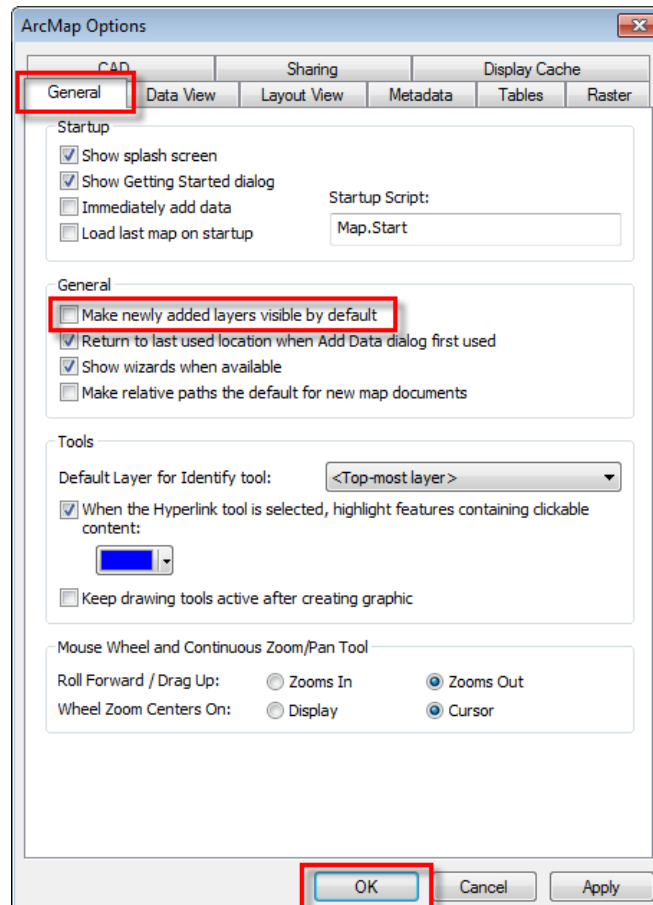 ArcMap Options
CAD Sharing Display Cache
General Data View Layout View Metadata Tables Raster
Startup
Show splash screen
Show Getting Started dialog
Immediately add data
Load last map on startup
Startup Script:
Map.Start
General
Make newly added layers visible by default
Return to last used location when Add Data dialog first used
Show wizards when available
Make relative paths the default for new map documents
Tools
Default Layer for Identify tool: <Top-most layer>
When the Hyperlink tool is selected, highlight features containing clickable
content:
Keep drawing tools active after creating graphic
Mouse Wheel and Continuous Zoom/Pan Tool
Roll Forward / Drag Up: Zooms In Zooms Out
Wheel Zoom Centers On: Display Cursor
OK Cancel Apply